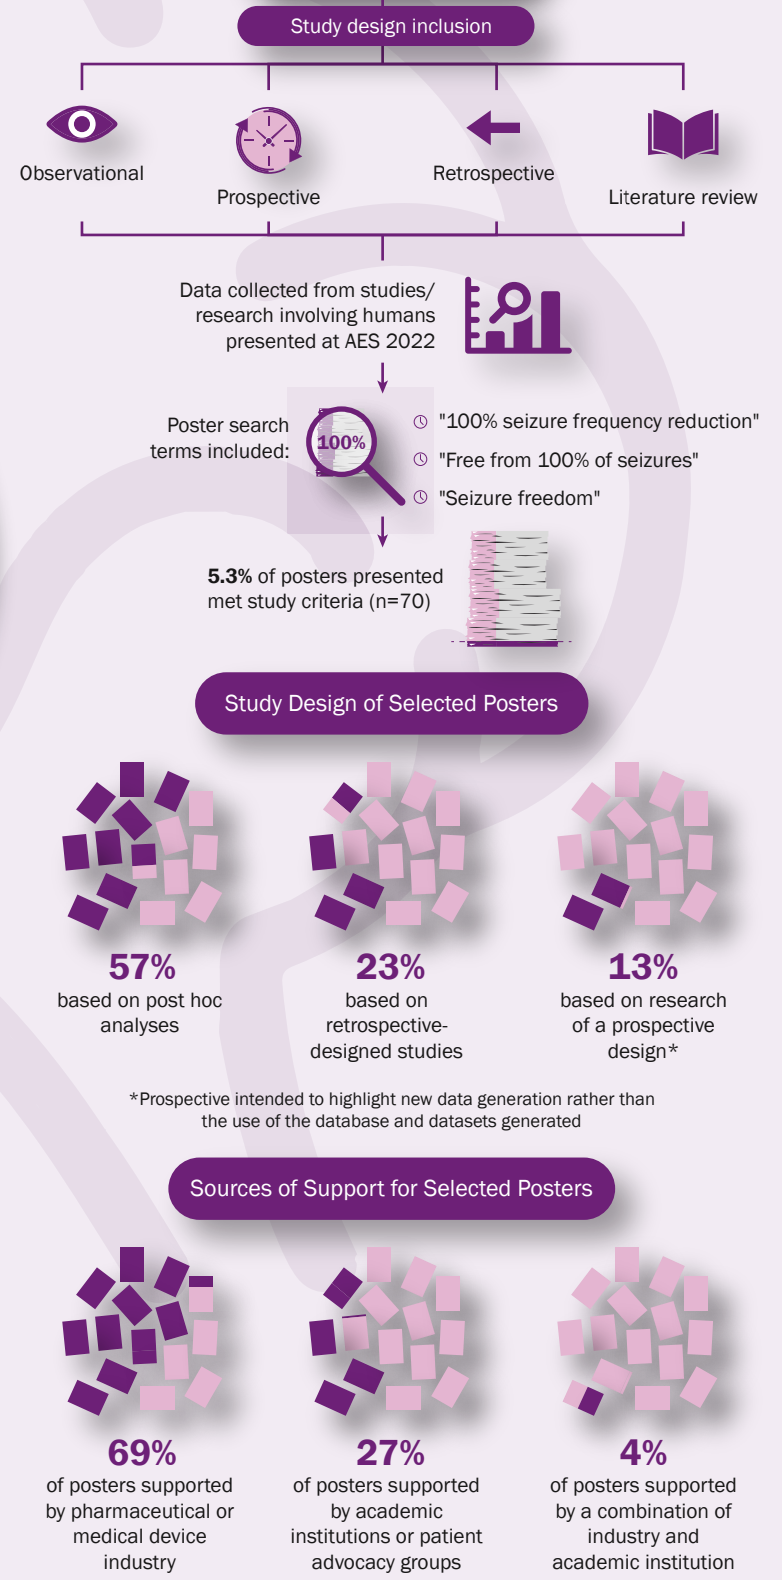 Study design inclusion
Observational
Prospective
Retrospective
Literature review
Data collected from studies/
research involving humans
presented at AES 2022
Poster search
terms included:
100%
"100% seizure frequency reduction"
"Free from 100% of seizures"
"Seizure freedom"
5.3% of posters presented
met study criteria (n=70)
Study Design of Selected Posters
57%
based on post hoc
analyses
23%
based on
retrospective-
designed studies
13%
based on research
of a prospective
design*
*Prospective intended to highlight new data generation rather than
the use of the database and datasets generated
Sources of Support for Selected Posters
69%
of posters supported
by pharmaceutical or
medical device
industry
27%
of posters supported
by academic
institutions or patient
advocacy groups
4%
of posters supported
by a combination of
industry and
academic institution